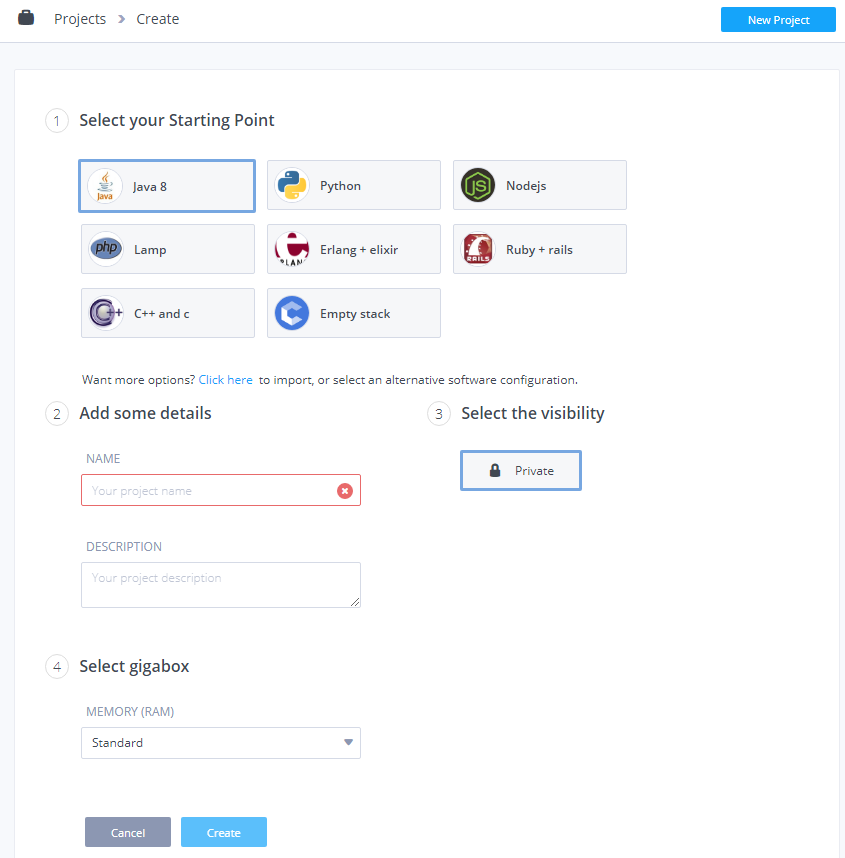 Projects > Create
New Project
1 Select your Starting Point
Java Java 8
Python
JS Nodejs
php Lamp
Erlang + elixir
RAILS Ruby + rails
C++ C++ and c
C Empty stack
Want more options? Click here to import, or select an alternative software configuration.
2 Add some details
3 Select the visibility
NAME
Your project name
Private
DESCRIPTION
Your project description
4 Select gigabox
MEMORY (RAM)
Standard
Cancel
Create